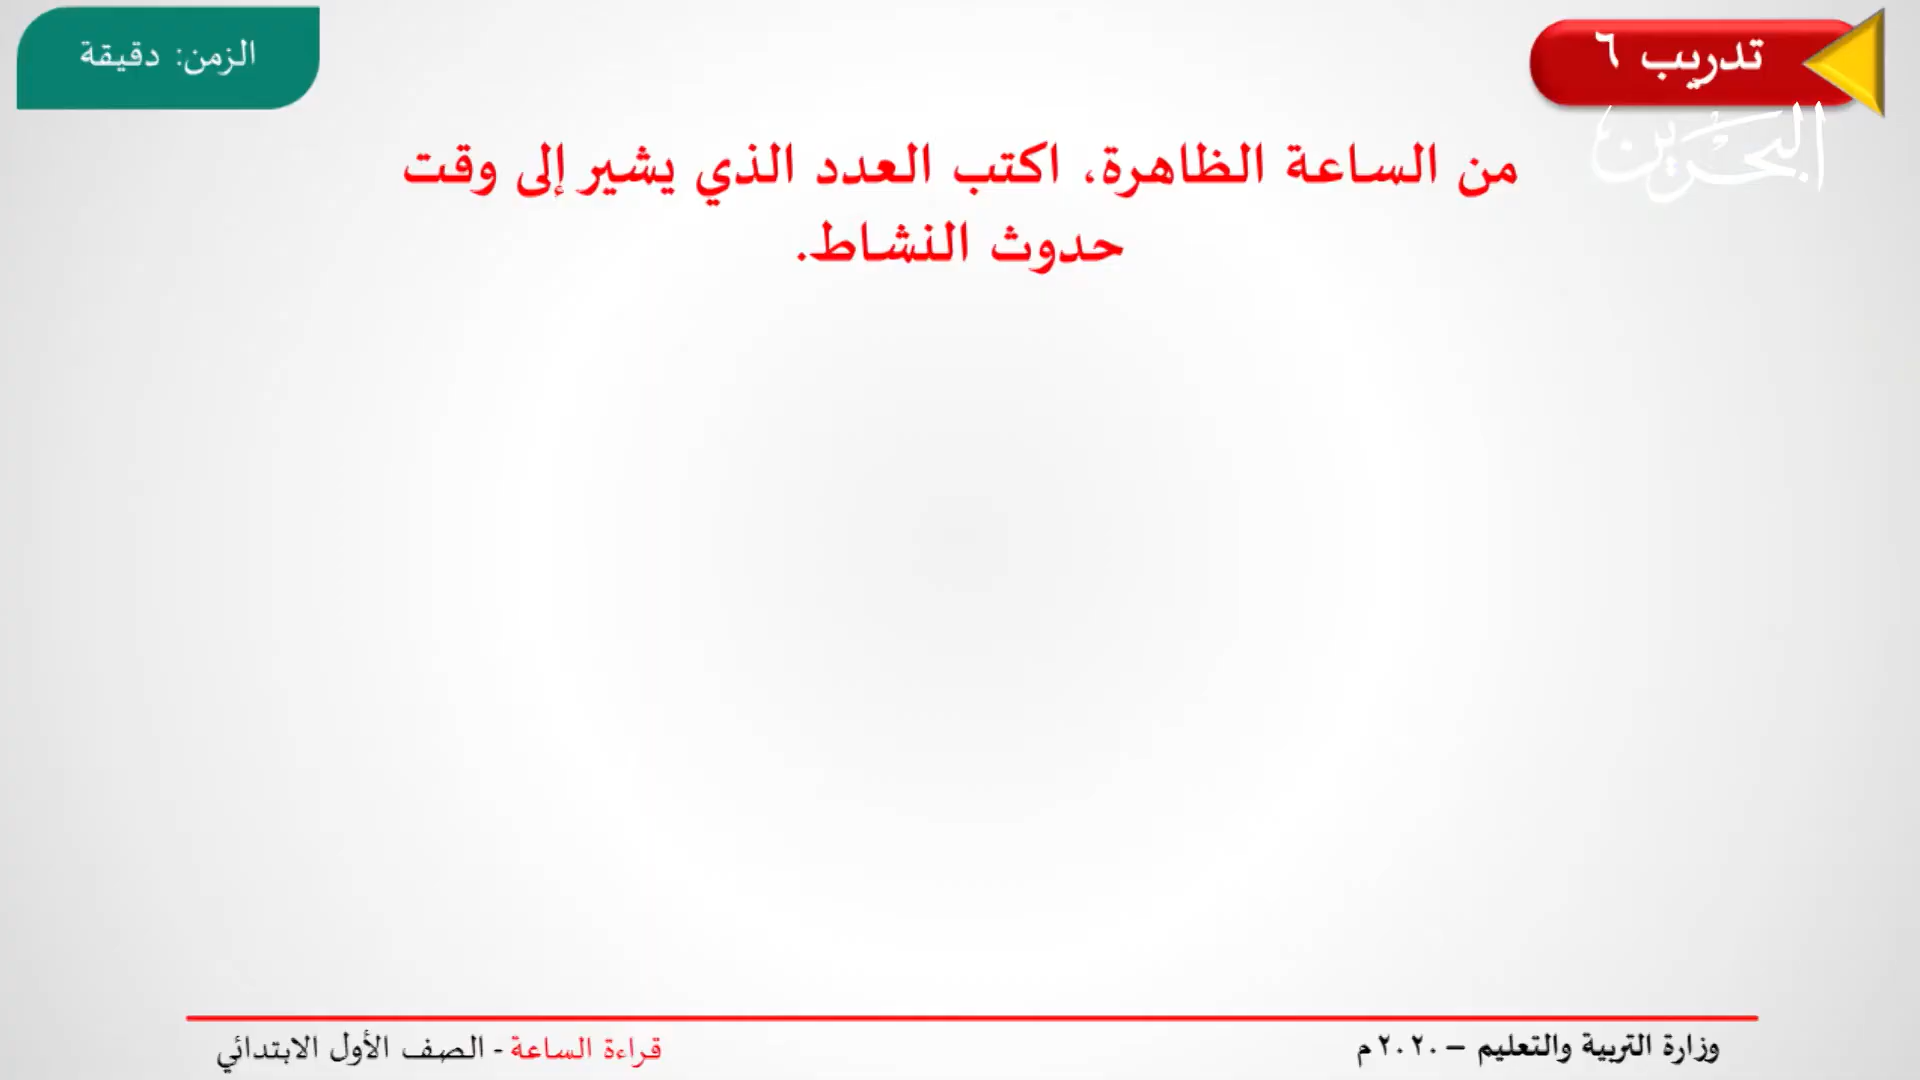 تدريب ٦
الزمن: دقيقة
البحرين
من الساعة الظاهرة، اكتب العدد الذي يشير إلى وقت
حدوث النشاط.
وزارة التربية والتعليم – ٢٠٢٠م
قراءة الساعة - الصف الأول الابتدائي